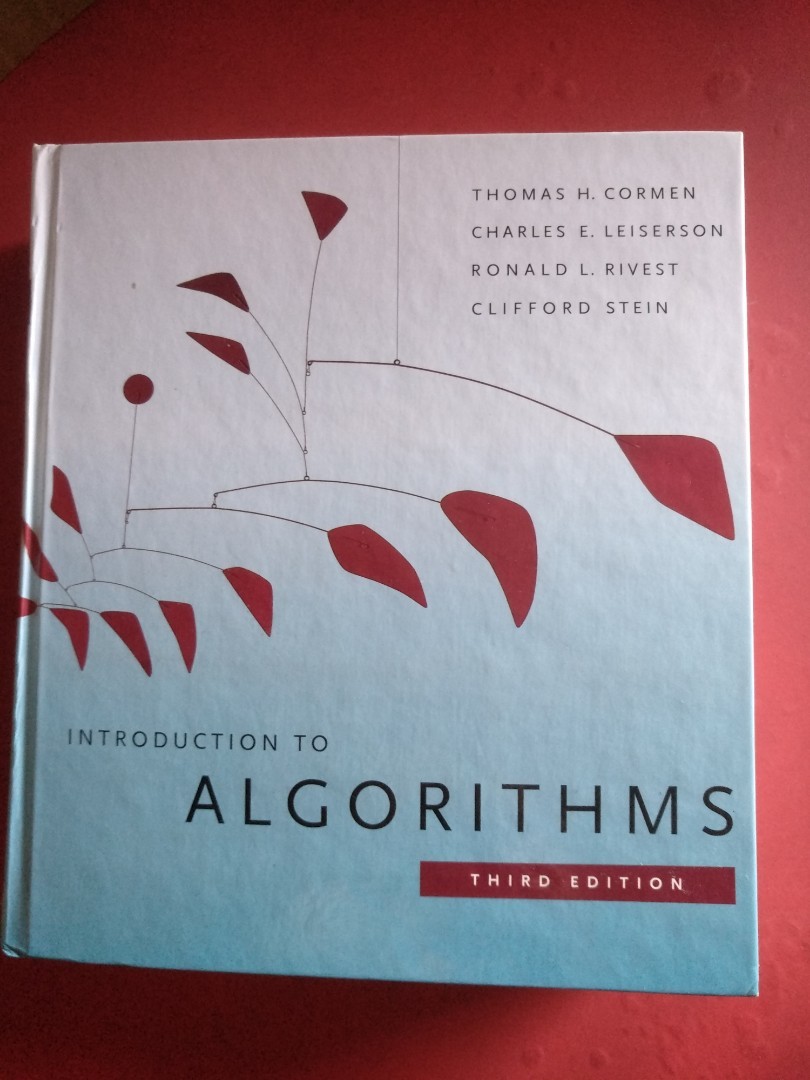 THOMAS H. CORMEN
CHARLES E. LEISERSON
RONALD L. RIVEST
CLIFFORD STEIN
INTRODUCTION TO
ALGORITHMS
THIRD EDITION